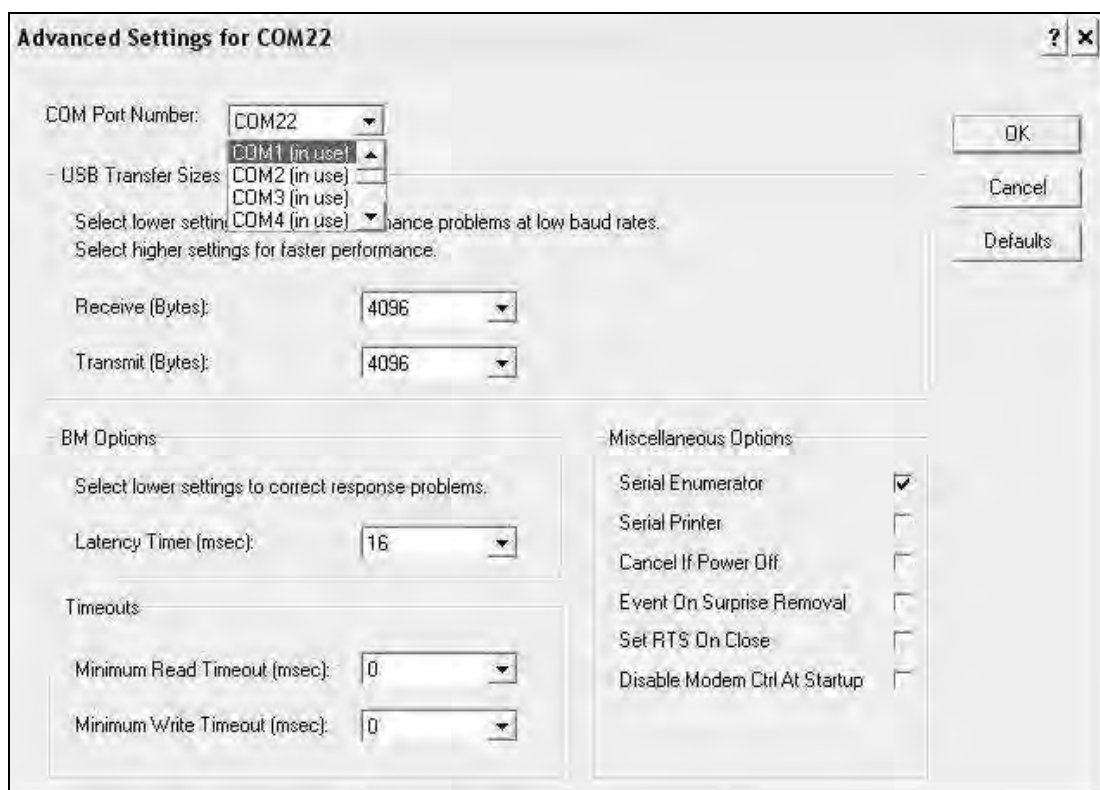 Advanced Settings for COM22
? ×
COM Port Number:
COM22
COM1 (in use)
COM2 (in use)
COM3 (in use)
COM4 (in use)
OK
Cancel
Defaults
USB Transfer Sizes
Select lower settin mance problems at low baud rates.
Select higher settings for faster performance.
Receive (Bytes):
4096
Transmit (Bytes):
4096
BM Options
Select lower settings to correct response problems.
Latency Timer (msec):
16
Timeouts
Minimum Read Timeout (msec):
0
Minimum Write Timeout (msec):
0
Miscellaneous Options
Serial Enumerator
Serial Printer
Cancel If Power Off
Event On Surprise Removal
Set RTS On Close
Disable Modem Ctrl At Startup